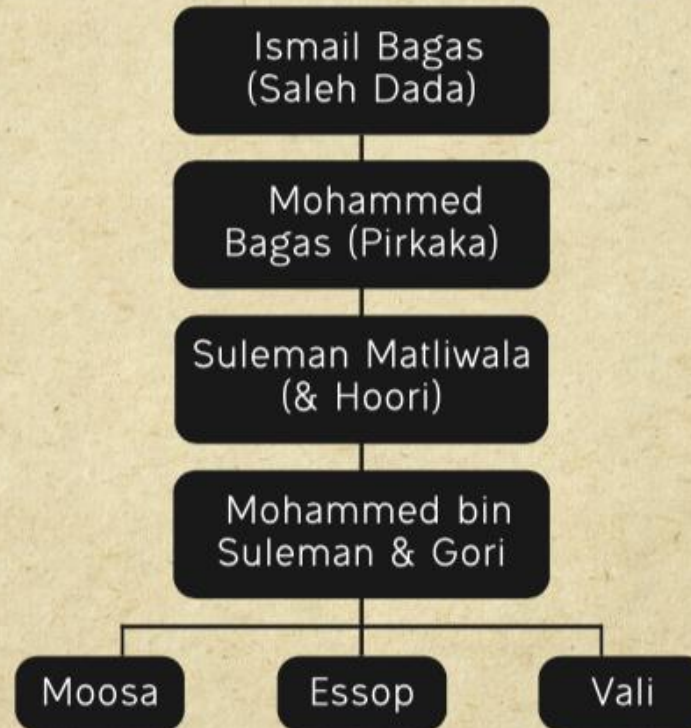 Ismail Bagas
(Saleh Dada)
Mohammed
Bagas (Pirkaka)
Suleman Matliwala
(& Hoori)
Mohammed bin
Suleman & Gori
Moosa
Essop
Vali